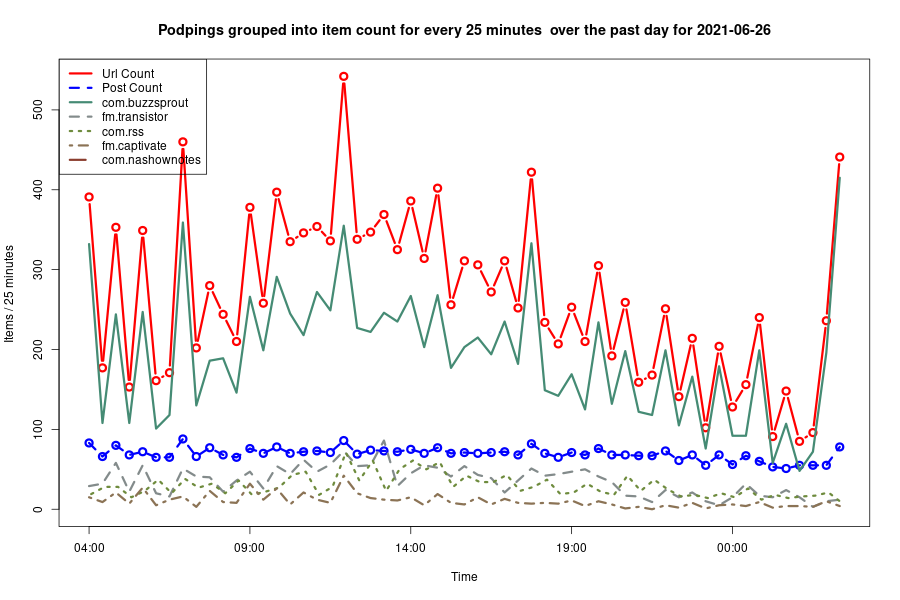 Podpings grouped into item count for every 25 minutes  over the past day for 2021-06-26
Url Count
Post Count
com.buzzsprout
fm.transistor
com.rss
fm.captivate
com.nashownotes
Items / 25 minutes
500
400
300
200
100
0
04:00
09:00
14:00
19:00
00:00
Time